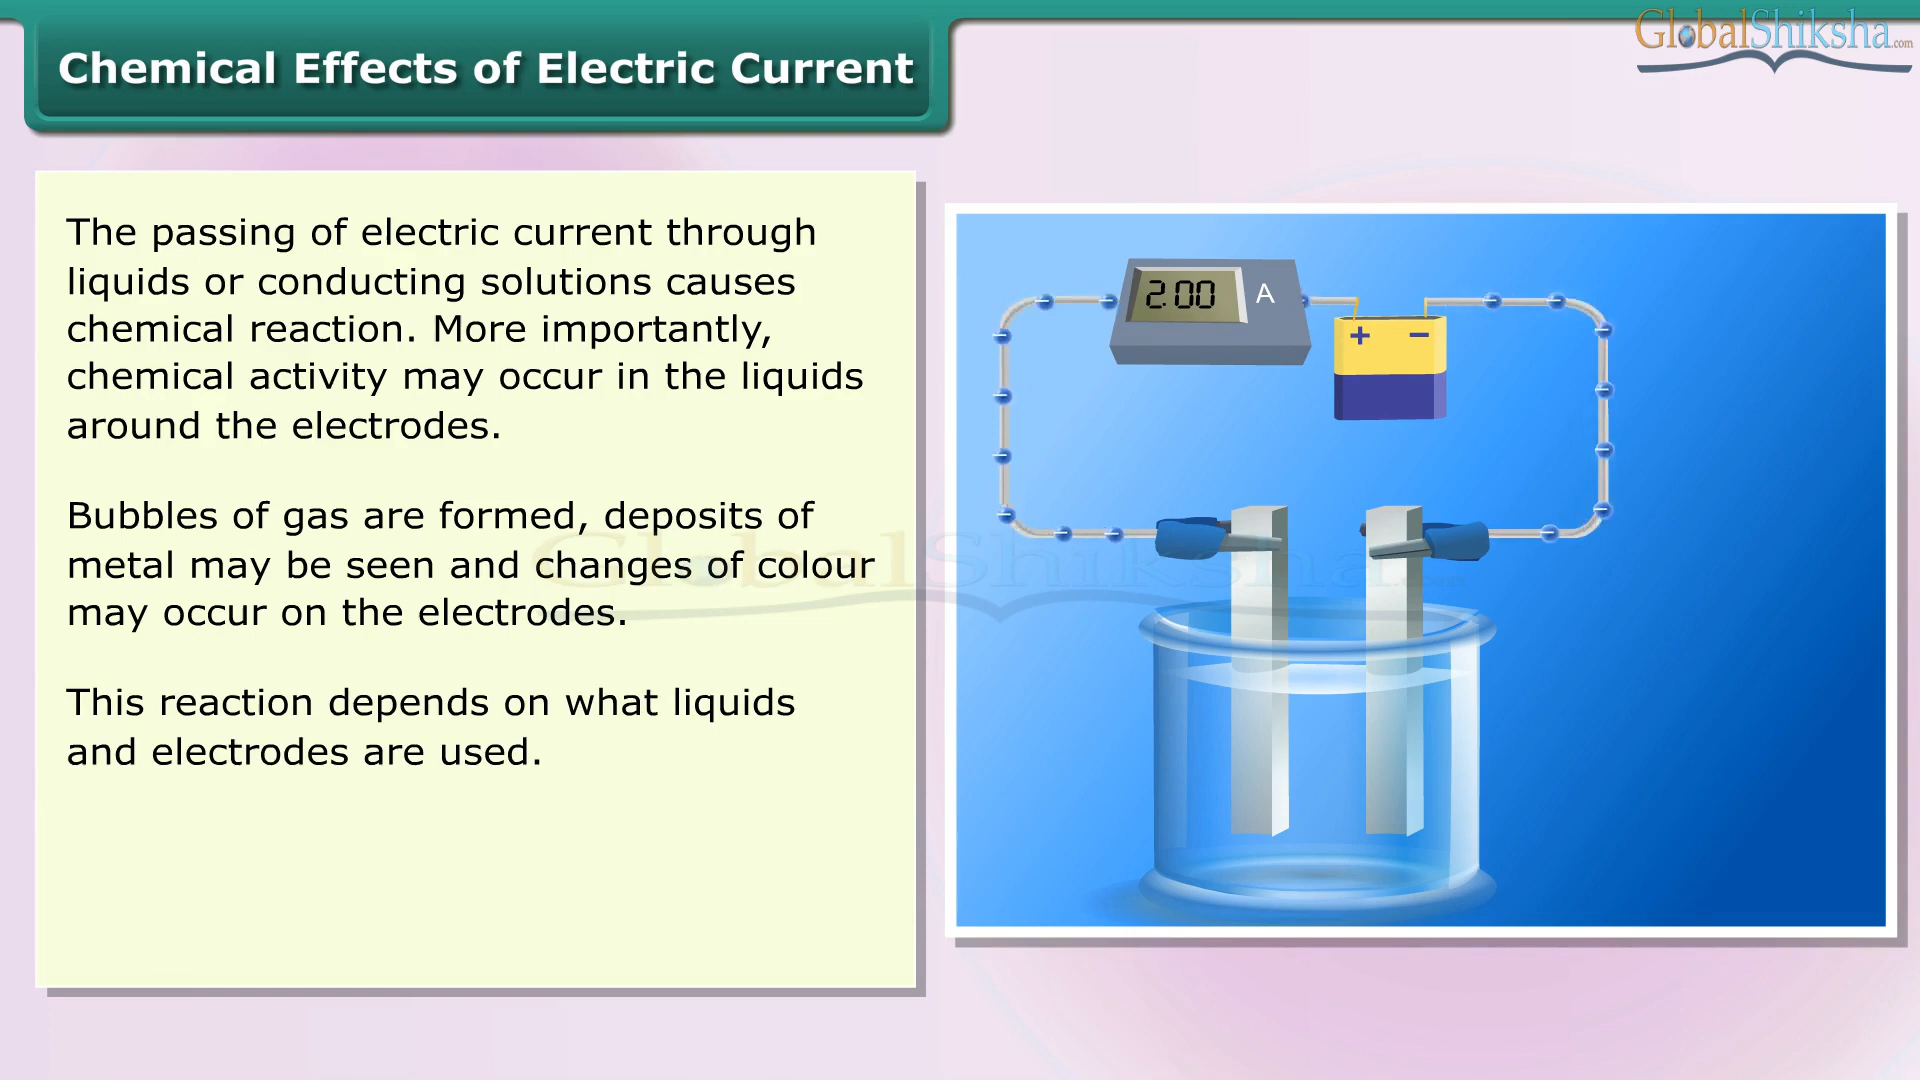 Chemical Effects of Electric Current
GlobalShiksha.com
The passing of electric current through
liquids or conducting solutions causes
chemical reaction. More importantly,
chemical activity may occur in the liquids
around the electrodes.
Bubbles of gas are formed, deposits of
metal may be seen and changes of colour
may occur on the electrodes.
This reaction depends on what liquids
and electrodes are used.
2.00 A
+ −
GlobalShiksha.com